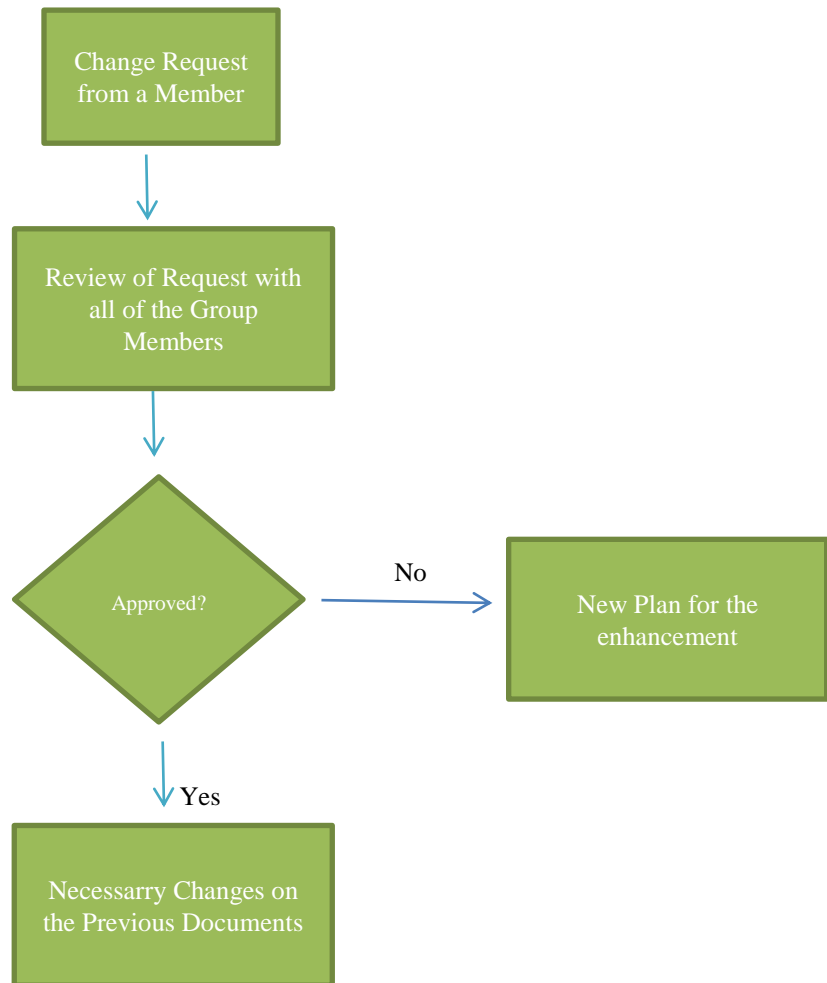 Change Request
from a Member
Review of Request with
all of the Group
Members
Approved?
No
New Plan for the
enhancement
Yes
Necessarry Changes on
the Previous Documents